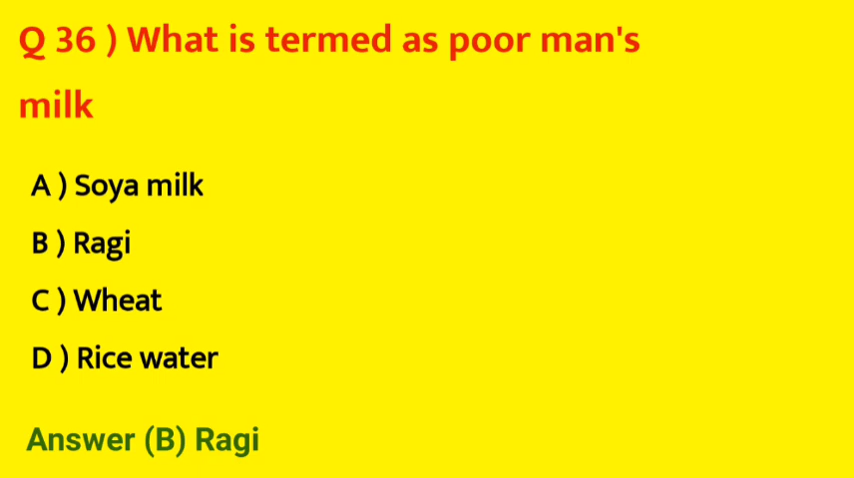 Q 36 ) What is termed as poor man's
milk
A ) Soya milk
B ) Ragi
C ) Wheat
D ) Rice water
Answer (B) Ragi